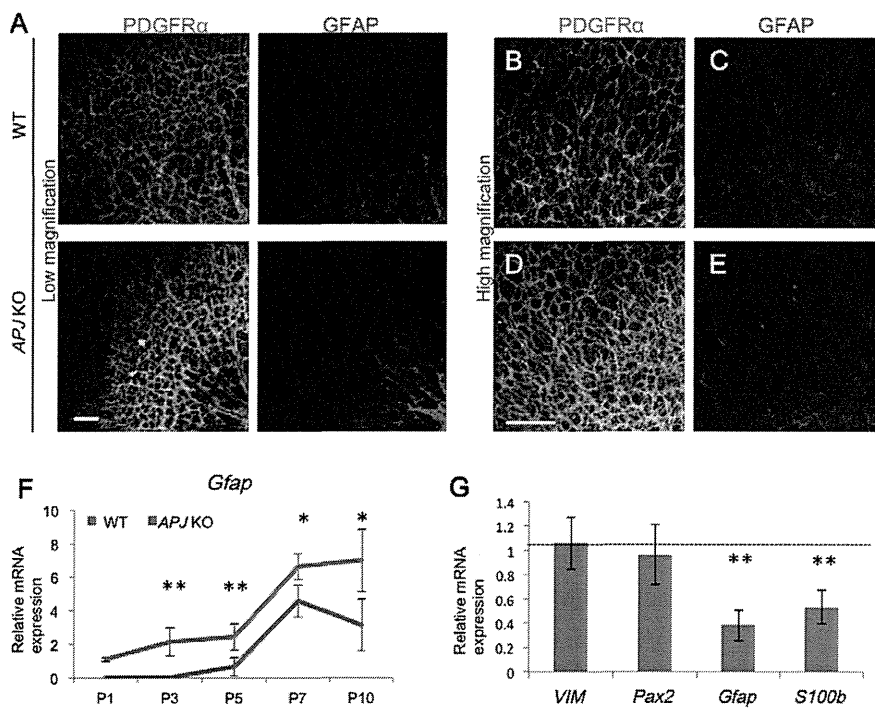 A
PDGFRα
GFAP
PDGFRα
GFAP
WT
APJ KO
Low magnification
High magnification
B
C
D
E
F
Gfap
WT
APJ KO
Relative mRNA
expression
10
8
6
4
2
0
**
**
*
*
P1 P3 P5 P7 P10
G
Relative mRNA
expression
1.4
1.2
1
0.8
0.6
0.4
0.2
0
**
**
VIM Pax2 Gfap S100b